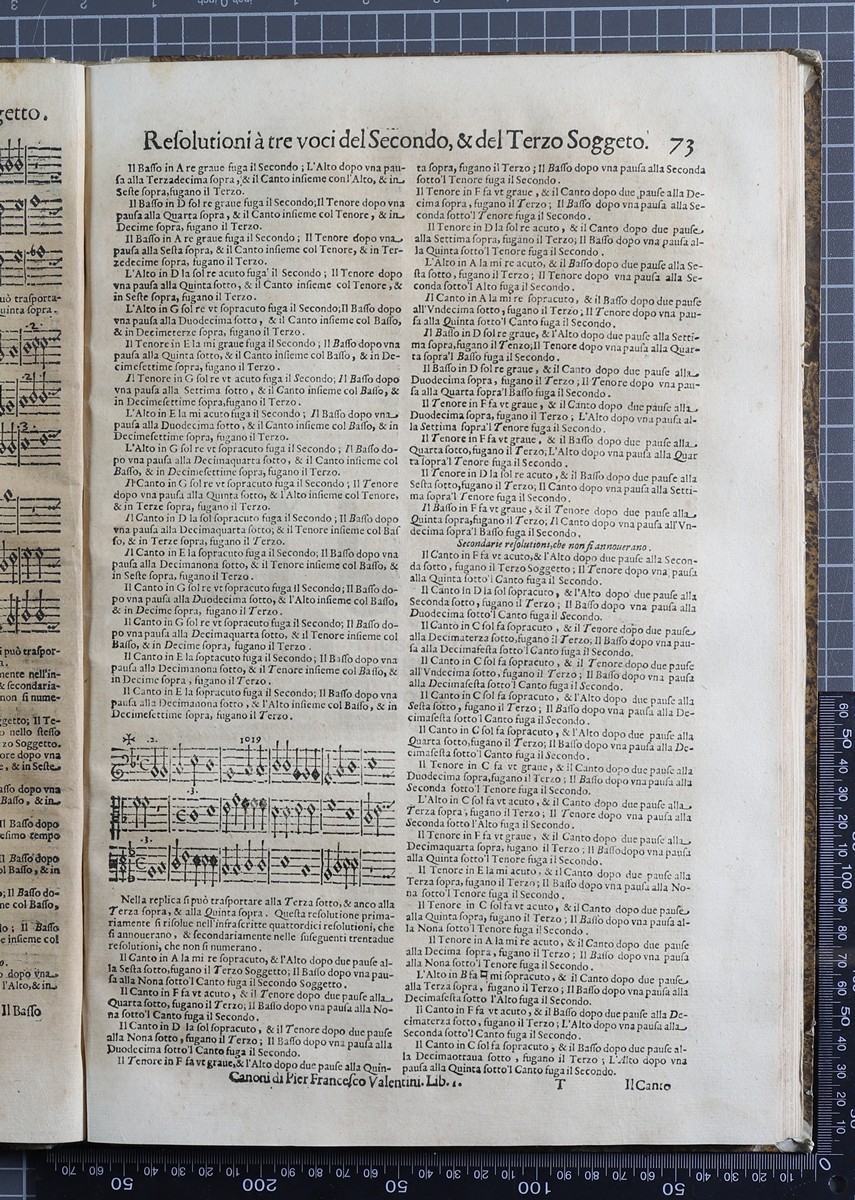 getto.
Resolutioni à tre voci del Secondo, & del Terzo Soggeto. 73
Il Basso in A re graue fuga il Secondo; L'Alto dopo vna pau-
sa alla Terzadecima sopra, & il Canto insieme con l'Alto, & in
Seste sopra, fugano il Terzo.
Il Basso in D sol re graue fuga il Secondo; Il Tenore dopo vna
pausa alla Quarta sopra, & il Canto insieme col Tenore, & in
Decime sopra, fugano il Terzo.
Il Basso in A re graue fuga il Secondo; Il Tenore dopo vna
pausa alla Sesta sopra, & il Canto insieme col Tenore, & in Ter-
zedecime sopra, fugano il Terzo.
L'Alto in D la sol re acuto fuga il Secondo; Il Tenore dopo
vna pausa alla Quinta sotto, & il Canto insieme col Tenore, &
in Seste sopra, fugano il Terzo.
L'Alto in G sol re vt sopracuto fuga il Secondo; Il Basso dopo
vna pausa alla Duodecima sotto, & il Canto insieme col Basso,
& in Decimeterze sopra, fugano il Terzo.
Il Tenore in E la mi graue fuga il Secondo; Il Basso dopo vna
pausa alla Quinta sotto, & il Canto insieme col Basso, & in De-
cimesettime sopra, fugano il Terzo.
Il Tenore in G sol re vt acuto fuga il Secondo; Il Basso dopo
vna pausa alla Settima sotto, & il Canto insieme col Basso, &
in Decimesettime sopra, fugano il Terzo.
L'Alto in E la mi acuto fuga il Secondo; Il Basso dopo vna
pausa alla Duodecima sotto, & il Canto insieme col Basso, & in
Decimesettime sopra, fugano il Terzo.
L'Alto in G sol re vt sopracuto fuga il Secondo; Il Basso do-
po vna pausa alla Decimaquarta sotto, & il Canto insieme col
Basso, & in Decimesettime sopra, fugano il Terzo.
Il Canto in G sol re vt sopracuto fuga il Secondo; Il Tenore
dopo vna pausa alla Quinta sotto, & l'Alto insieme col Tenore,
& in Terze sopra, fugano il Terzo.
Il Canto in D la sol sopracuto fuga il Secondo; Il Basso dopo
vna pausa alla Decimaquarta sotto; & il Tenore insieme col Bas
so, & in Terze sopra, fugano il Terzo.
Il Canto in E la sopracuto fuga il Secondo; Il Basso dopo vna
pausa alla Decimanona sotto, & il Tenore insieme col Basso, &
in Seste sopra, fugano il Terzo.
Il Canto in G sol re vt sopracuto fuga il Secondo; Il Basso do-
po vna pausa alla Duodecima sotto, & l'Alto insieme col Basso,
& in Decime sopra, fugano il Terzo.
Il Canto in G sol re vt sopracuto fuga il Secondo; Il Basso do-
po vna pausa alla Decimaquarta sotto, & il Tenore insieme col
Basso, & in Decime sopra, fugano il Terzo.
Il Canto in E la sopracuto fuga il Secondo; Il Basso dopo vna
pausa alla Decimanona sotto, & il Tenore insieme col Basso, &
in Decime sopra, fugano il Terzo.
Il Canto in E la sopracuto fuga il Secondo; Il Basso dopo vna
pausa alla Decimanona sotto, & l'Alto insieme col Basso, & in
Decimesettime sopra, fugano il Terzo.
.2. 1019
.3.
.3.
Nella replica si può trasportare alla Terza sotto, & anco alla
Terza sopra, & alla Quinta sopra. Questa resolutione prima-
riamente si risolue nell'infrascritte quattordici resolutioni, che
si annouerano, & secondariamente nelle susseguenti trentadue
resolutioni, che non si numerano.
Il Canto in A la mi re sopracuto, & l'Alto dopo due pause al-
la Sesta sotto, fugano il Terzo Soggetto; Il Basso dopo vna pau-
sa alla Nona sotto'l Canto fuga il Secondo Soggetto.
Il Canto in F fa vt acuto, & il Tenore dopo due pause alla
Quarta sotto, fugano il Terzo; Il Basso dopo vna pausa alla No-
na sotto'l Canto fuga il Secondo.
Il Canto in D la sol sopracuto, & il Tenore dopo due pause
alla Nona sotto, fugano il Terzo; Il Basso dopo vna pausa alla
Duodecima sotto'l Canto fuga il Secondo.
Il Tenore in F fa vt graue, & l'Alto dopo due pause alla Quin-
ta sopra, fugano il Terzo; Il Basso dopo vna pausa alla Seconda
sotto'l Tenore fuga il Secondo.
Il Tenore in F fa vt graue, & il Canto dopo due pause alla De-
cima sopra, fugano il Terzo; Il Basso dopo vna pausa alla Se-
conda sotto'l Tenore fuga il Secondo.
Il Tenore in D la sol re acuto, & il Canto dopo due pause
alla Settima sopra, fugano il Terzo; Il Basso dopo vna pausa al-
la Quinta sotto'l Tenore fuga il Secondo.
L'Alto in A la mi re acuto, & il Basso dopo due pause alla Se-
sta sotto, fugano il Terzo; Il Tenore dopo vna pausa alla Se-
conda sotto'l Alto fuga il Secondo.
Il Canto in A la mi re sopracuto, & il Basso dopo due pause
all'Vndecima sotto, fugano il Terzo; Il Tenore dopo vna pau-
sa alla Quinta sotto'l Canto fuga il Secondo.
Il Basso in D sol re graue, & l'Alto dopo due pause alla Setti-
ma sopra, fugano il Terzo; Il Tenore dopo vna pausa alla Quar-
ta sopra'l Basso fuga il Secondo.
Il Basso in D sol re graue, & il Canto dopo due pause alla
Duodecima sopra, fugano il Terzo; Il Tenore dopo vna pau-
sa alla Quarta sopra'l Basso fuga il Secondo.
Il Tenore in F fa vt graue, & il Canto dopo due pause alla
Duodecima sopra, fugano il Terzo; L'Alto dopo vna pausa al-
la Settima sopra'l Tenore fuga il Secondo.
Il Tenore in F fa vt graue, & il Basso dopo due pause alla
Quarta sotto, fugano il Terzo; L'Alto dopo vna pausa alla Quar
ta sopra'l Tenore fuga il Secondo.
Il Tenore in D la sol re acuto, & il Basso dopo due pause alla
Sesta sotto, fugano il Terzo; Il Canto dopo vna pausa alla Setti-
ma sopra'l Tenore fuga il Secondo.
Il Basso in F fa vt graue, & il Tenore dopo due pause alla
Quinta sopra, fugano il Terzo; Il Canto dopo vna pausa all'Vn-
decima sopra'l Basso fuga il Secondo.
Secondarie resolutioni, che non si annouerano.
Il Canto in F fa vt acuto, & l'Alto dopo due pause alla Secon-
da sotto, fugano il Terzo Soggetto; Il Tenore dopo vna pausa
alla Quinta sotto'l Canto fuga il Secondo.
Il Canto in D la sol sopracuto, & l'Alto dopo due pause alla
Seconda sotto, fugano il Terzo; Il Basso dopo vna pausa alla
Duodecima sotto'l Canto fuga il Secondo.
Il Canto in C sol fa sopracuto, & il Tenore dopo due pause
alla Decimaterza sotto, fugano il Terzo; Il Basso dopo vna pau-
sa alla Decimasesta sotto'l Canto fuga il Secondo.
Il Canto in C sol fa sopracuto, & il Tenore dopo due pause
all'Vndecima sotto, fugano il Terzo; Il Basso dopo vna pausa
alla Decimasesta sotto'l Canto fuga il Secondo.
Il Canto in C sol fa sopracuto, & l'Alto dopo due pause alla
Sesta sotto, fugano il Terzo; Il Basso dopo vna pausa alla De-
cimasesta sotto'l Canto fuga il Secondo.
Il Canto in C sol fa sopracuto, & l'Alto dopo due pause alla
Quarta sotto, fugano il Terzo; Il Basso dopo vna pausa alla De-
cimasesta sotto'l Canto fuga il Secondo.
Il Tenore in C fa vt graue, & il Canto dopo due pause alla
Duodecima sopra, fugano il Terzo; Il Basso dopo vna pausa alla
Seconda sotto'l Tenore fuga il Secondo.
L'Alto in C sol fa vt acuto, & il Canto dopo due pause alla
Terza sopra, fugano il Terzo; Il Tenore dopo vna pausa alla
Seconda sotto l'Alto fuga il Secondo.
Il Tenore in F fa vt graue, & il Canto dopo due pause alla
Decimaquarta sopra, fugano il Terzo; Il Basso dopo vna pausa
alla Quinta sotto'l Tenore fuga il Secondo.
Il Tenore in E la mi acuto, & il Canto dopo due pause alla
Terza sopra, fugano il Terzo; Il Basso dopo vna pausa alla No-
na sotto'l Tenore fuga il Secondo.
Il Tenore in C sol fa vt acuto, & il Canto dopo due pause
alla Quinta sopra, fugano il Terzo; Il Basso dopo vna pausa al-
la Nona sotto'l Tenore fuga il Secondo.
Il Tenore in A la mi re acuto, & il Canto dopo due pause
alla Decima sopra, fugano il Terzo; Il Basso dopo vna pausa
alla Nona sotto'l Tenore fuga il Secondo.
L'Alto in B fa ♮ mi sopracuto, & il Canto dopo due pause
alla Terza sopra, fugano il Terzo; Il Basso dopo vna pausa alla
Decimasesta sotto l'Alto fuga il Secondo.
Il Canto in F fa vt acuto, & il Basso dopo due pause alla De-
cimaterza sotto, fugano il Terzo; L'Alto dopo vna pausa alla
Seconda sotto'l Canto fuga il Secondo.
Il Canto in C sol fa sopracuto, & il Basso dopo due pause al-
la Decimaottaua sotto, fugano il Terzo; L'Alto dopo vna
pausa alla Quinta sotto'l Canto fuga il Secondo.
Canoni di Pier Francesco Valentini. Lib. 1. T Il Canto